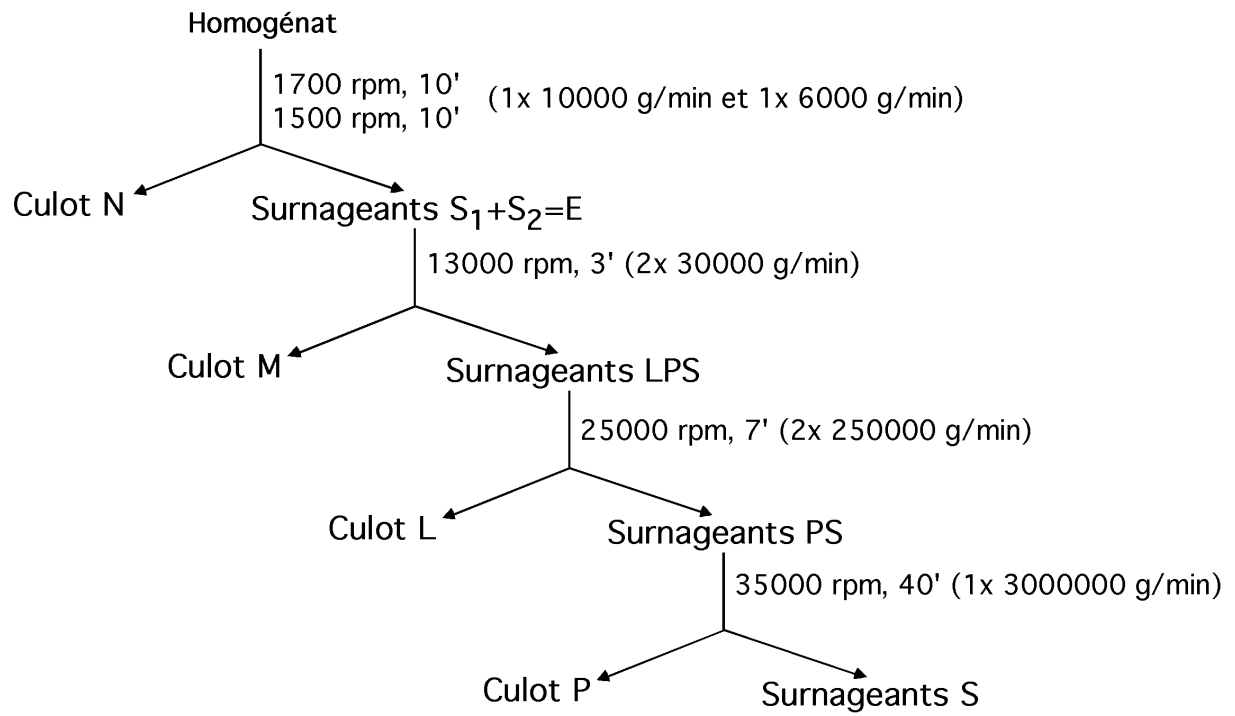 Homogénat
1700 rpm, 10'
1500 rpm, 10'
(1x 10000 g/min et 1x 6000 g/min)
Culot N
Surnageants S1+S2=E
13000 rpm, 3' (2x 30000 g/min)
Culot M
Surnageants LPS
25000 rpm, 7' (2x 250000 g/min)
Culot L
Surnageants PS
35000 rpm, 40' (1x 3000000 g/min)
Culot P
Surnageants S